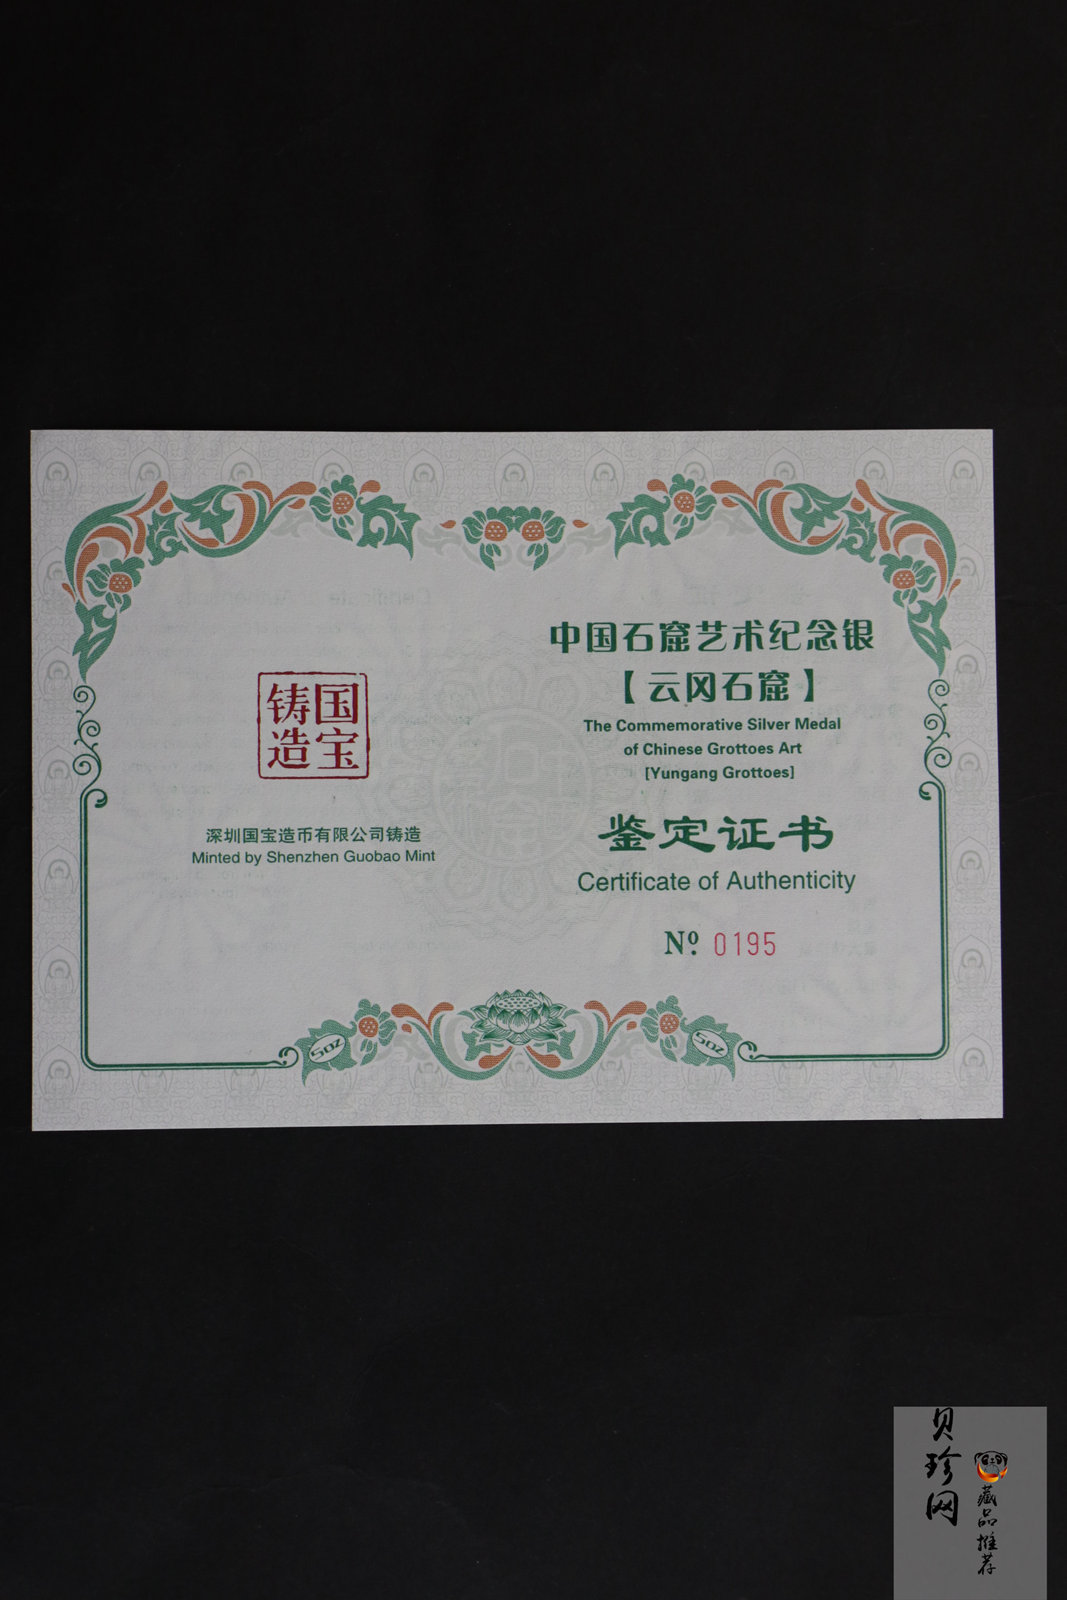 国宝
铸造
深圳国宝造币有限公司铸造
Minted by Shenzhen Guobao Mint
中国石窟艺术纪念银
【云冈石窟】
The Commemorative Silver Medal
of Chinese Grottoes Art
[Yungang Grottoes]
鉴定证书
Certificate of Authenticity
Nº 0195
5oz
5oz
贝珍网
藏品推荐